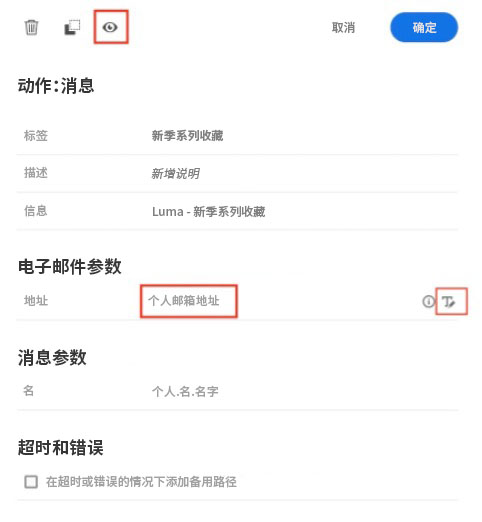 取消
确定
动作:消息
标签
新季系列收藏
描述
新增说明
信息
Luma - 新季系列收藏
电子邮件参数
地址
个人邮箱地址
消息参数
名
个人.名.名字
超时和错误
在超时或错误的情况下添加备用路径